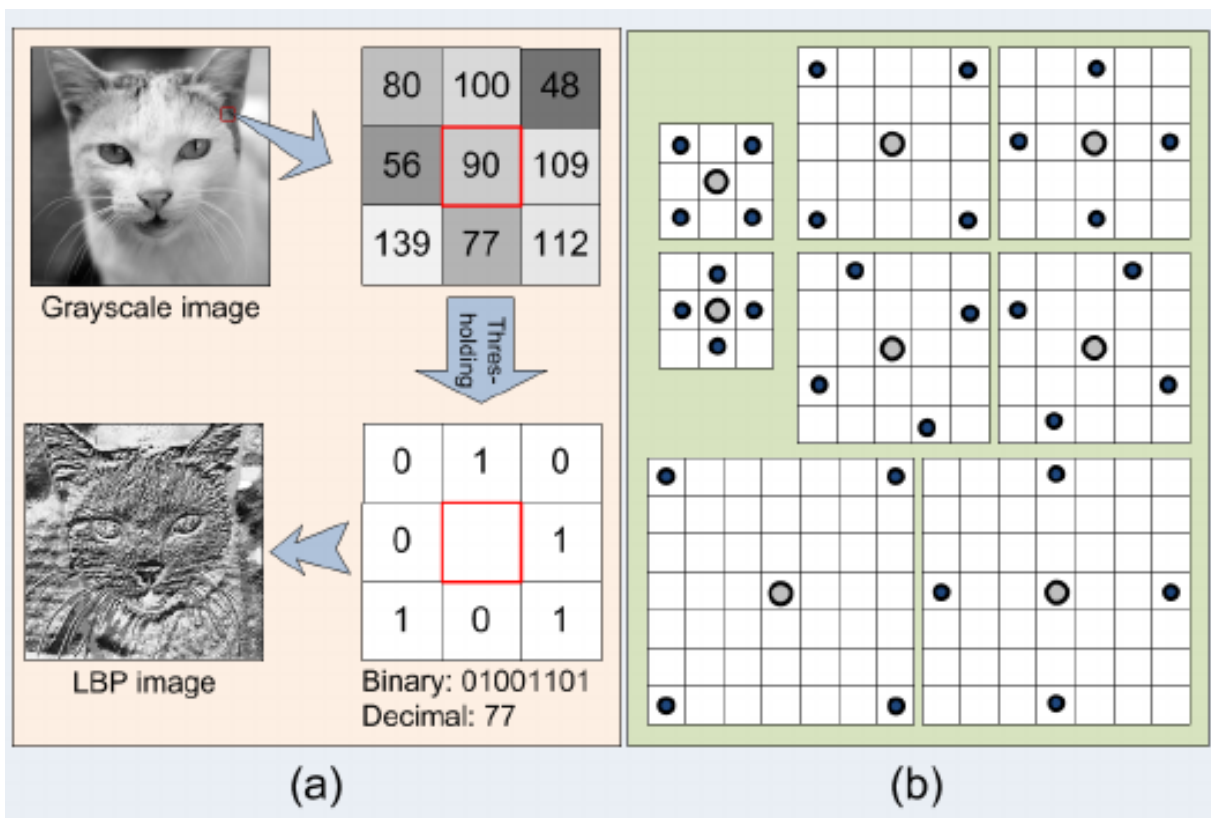 80 100 48
56 90 109
139 77 112
Grayscale image
Thres-
holding
0 1 0
0 1
1 0 1
LBP image
Binary: 01001101
Decimal: 77
(a)
(b)